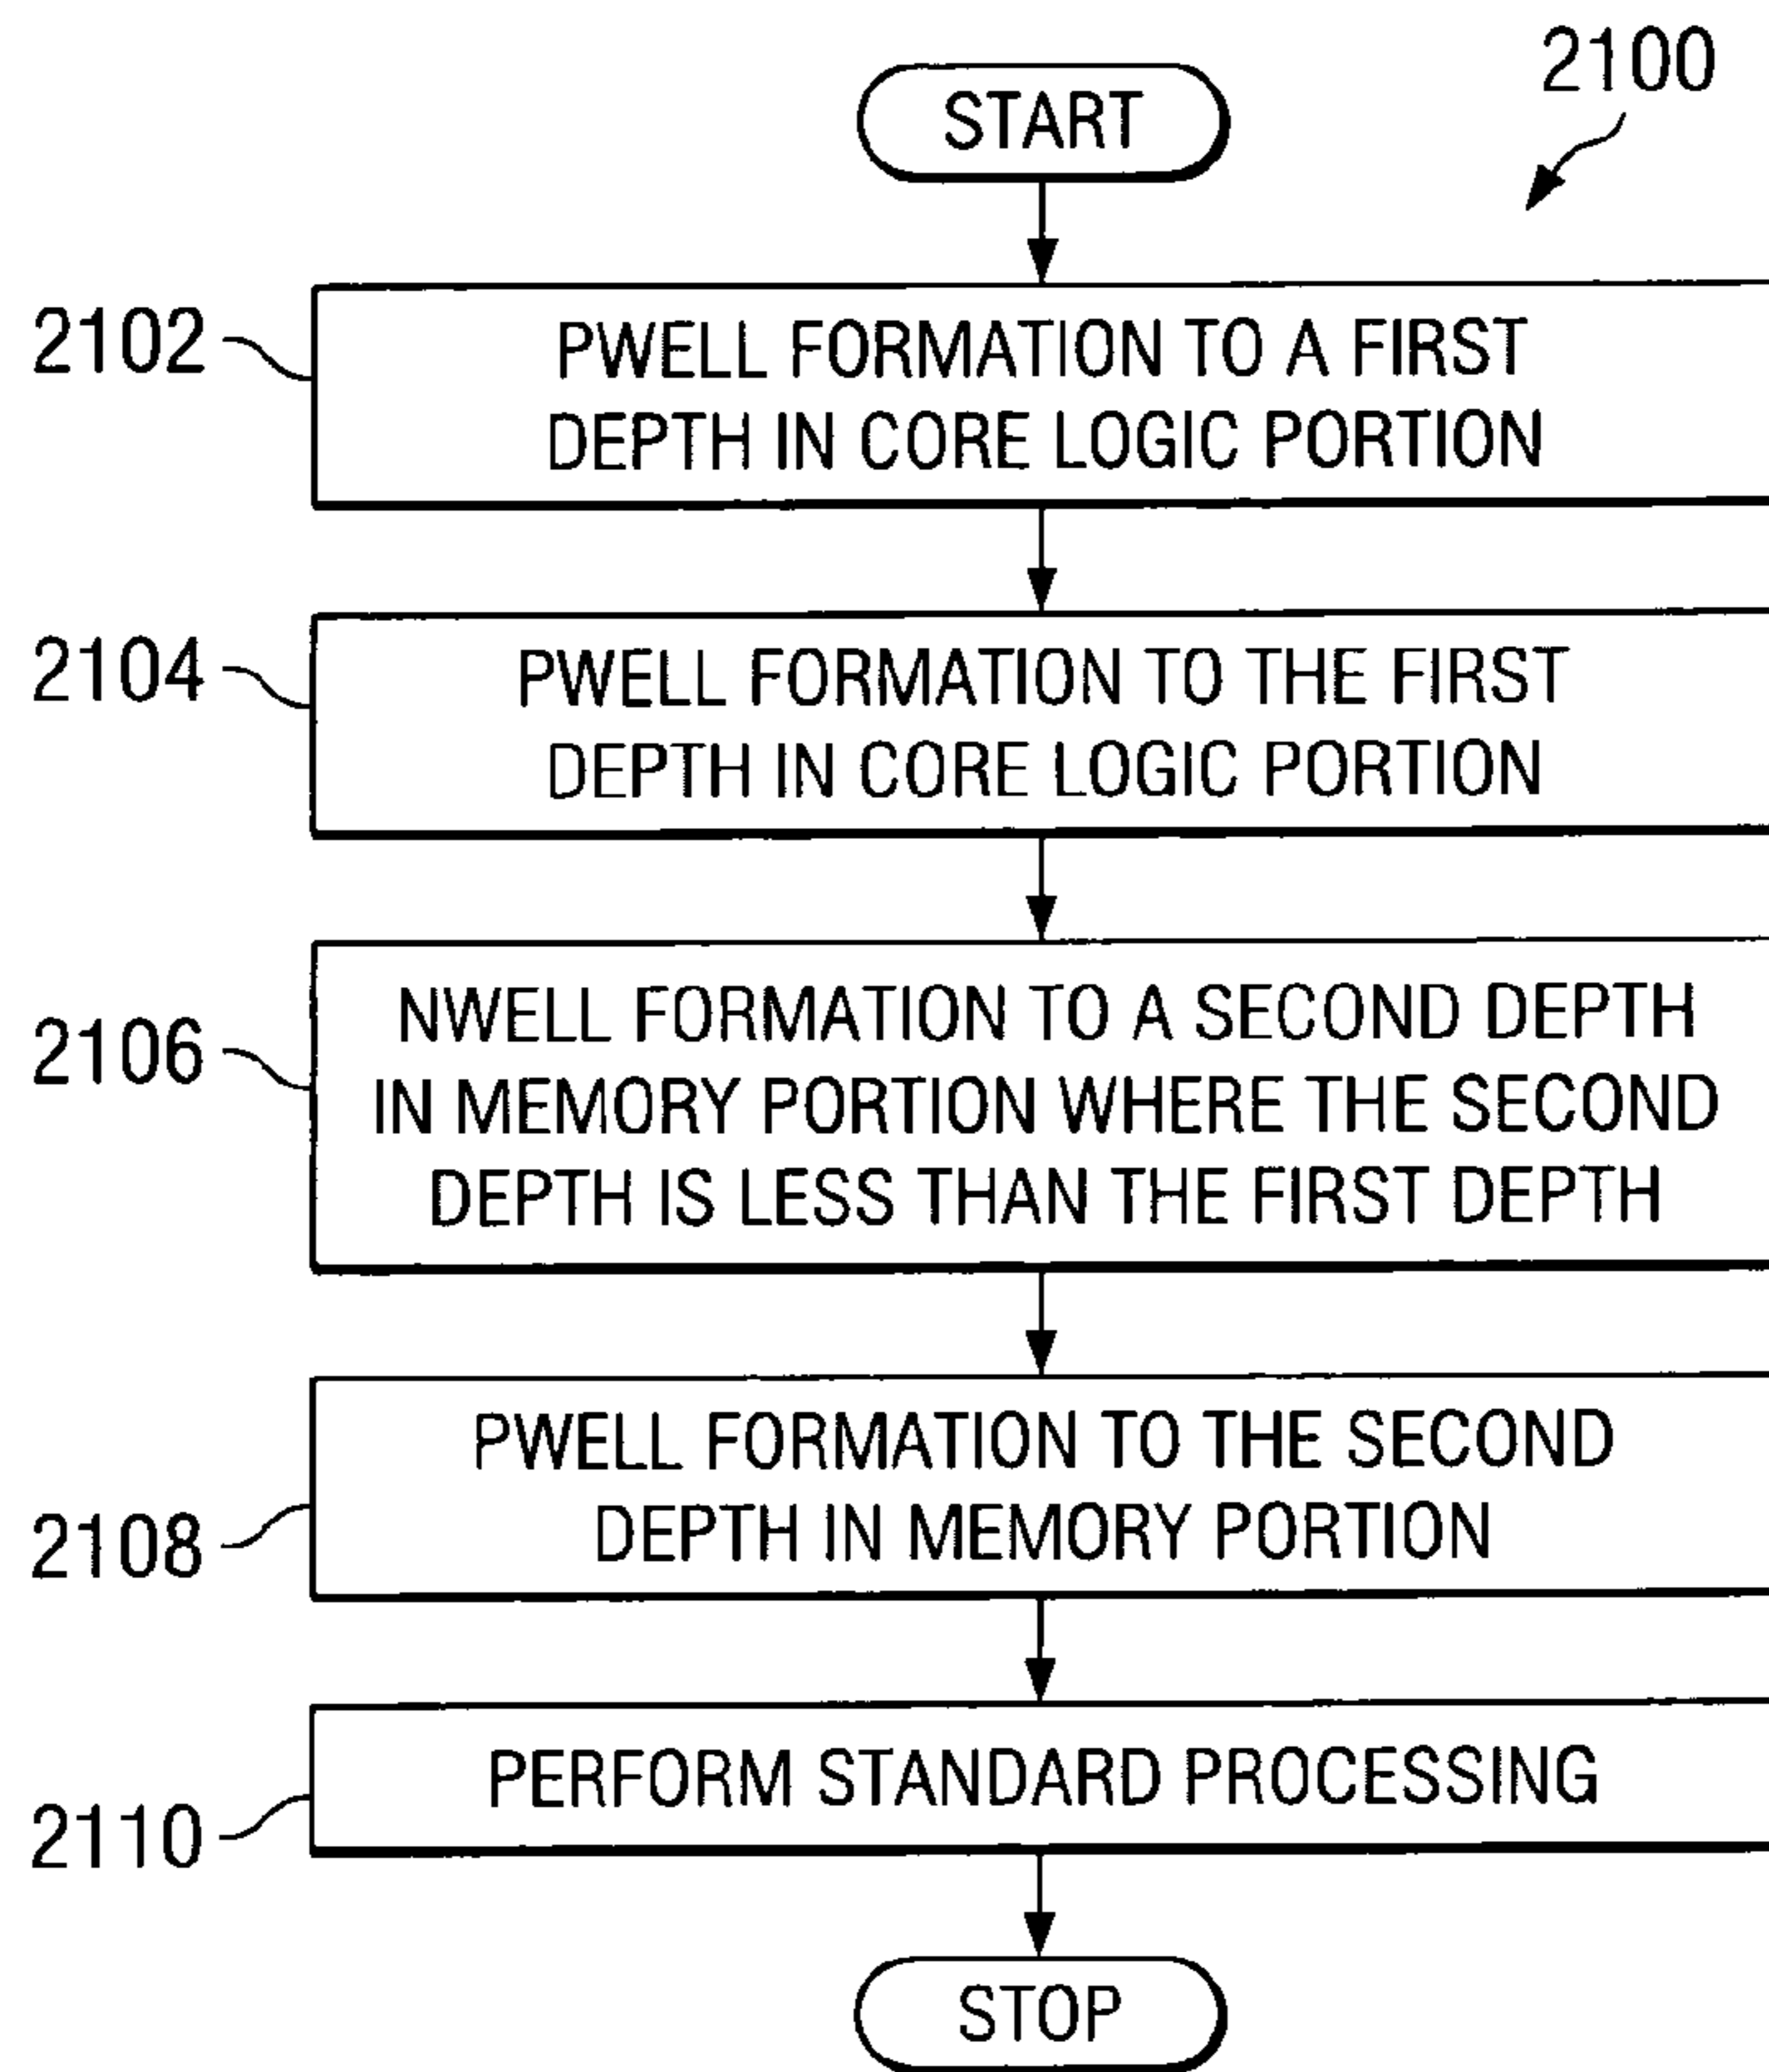 2100
START
2102
PWELL FORMATION TO A FIRST
DEPTH IN CORE LOGIC PORTION
2104
PWELL FORMATION TO THE FIRST
DEPTH IN CORE LOGIC PORTION
2106
NWELL FORMATION TO A SECOND DEPTH
IN MEMORY PORTION WHERE THE SECOND
DEPTH IS LESS THAN THE FIRST DEPTH
2108
PWELL FORMATION TO THE SECOND
DEPTH IN MEMORY PORTION
2110
PERFORM STANDARD PROCESSING
STOP